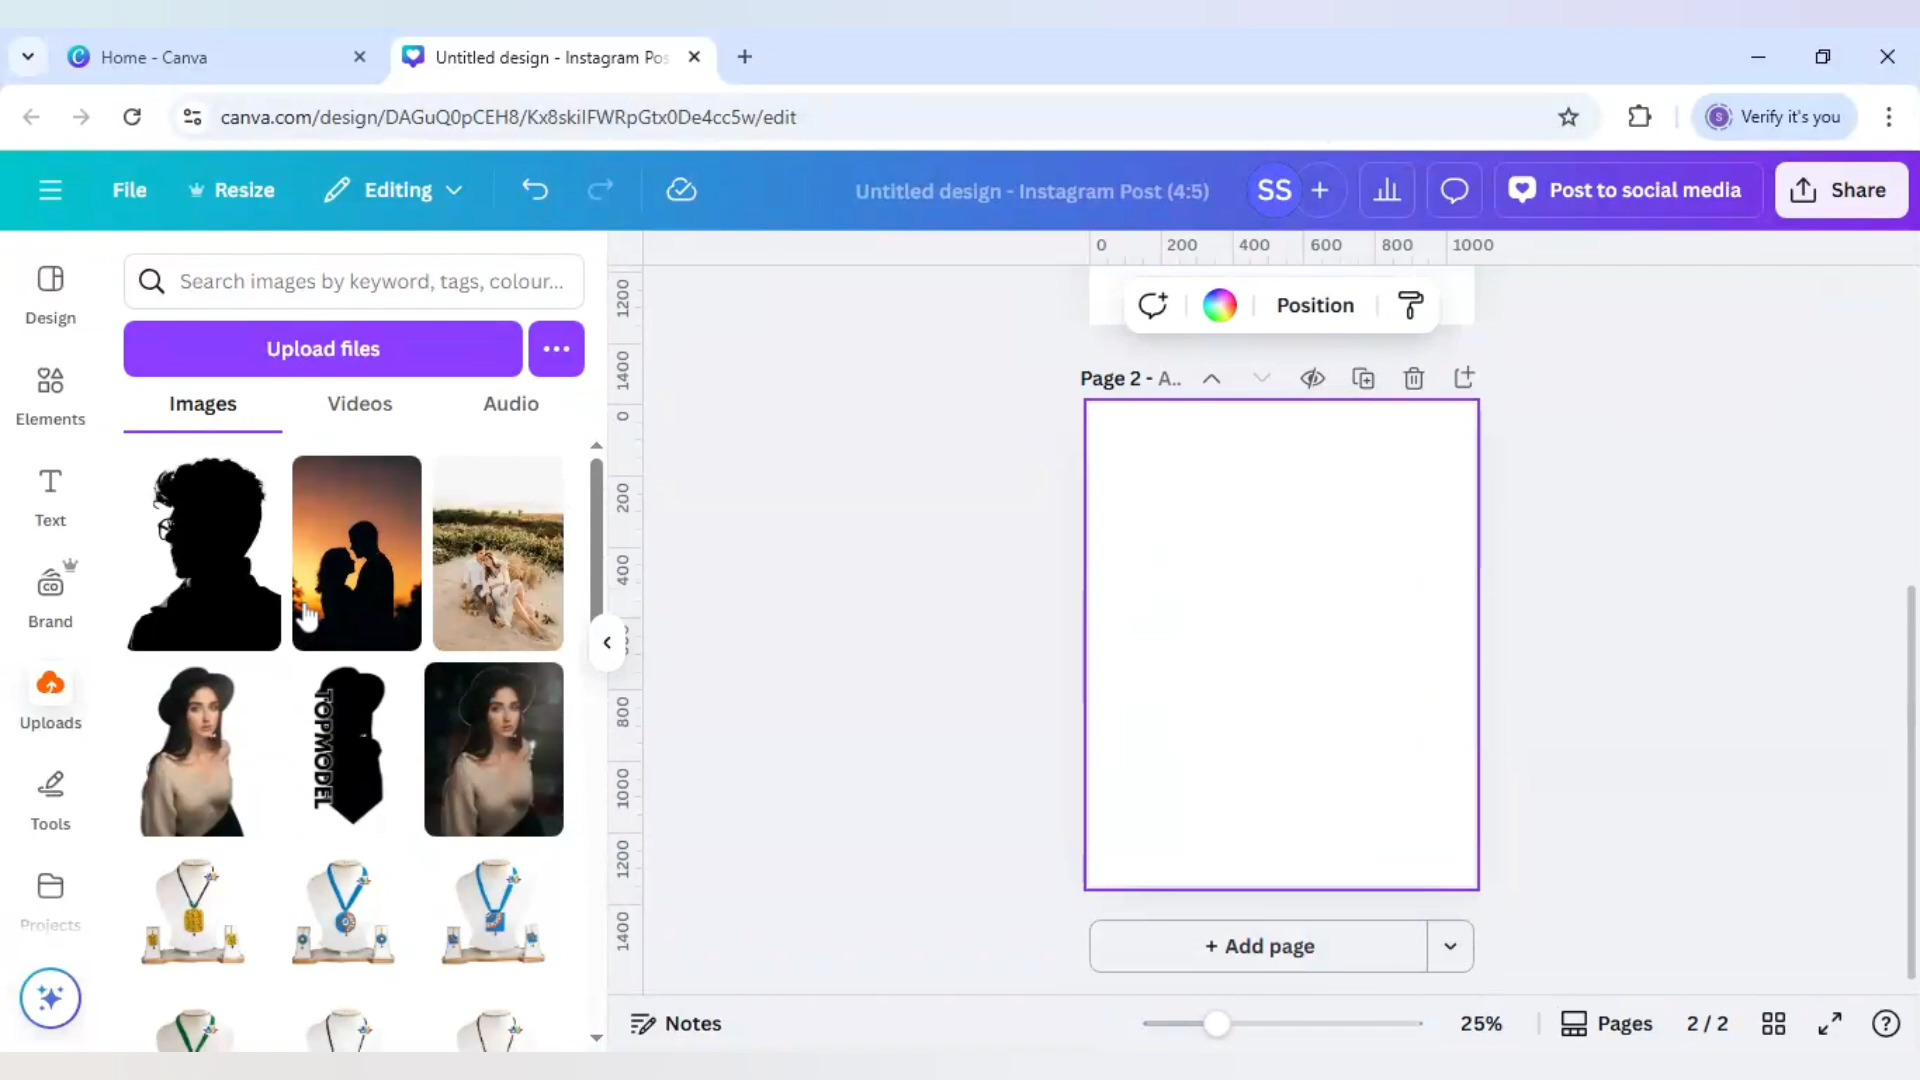 Home - Canva
Untitled design - Instagram Pos
canva.com/design/DAGuQ0pCEH8/Kx8skiIFWRpGtx0De4cc5w/edit
Verify it's you
File
Resize
Editing
Untitled design - Instagram Post (4:5)
SS
Post to social media
Share
Design
Elements
Text
Brand
Uploads
Tools
Projects
Search images by keyword, tags, colour...
Upload files
Images
Videos
Audio
TOPMODEL
0 200 400 600 800 1000
1200
1400
0
200
400
800
1000
1200
1400
Position
Page 2 - A..
+ Add page
Notes
25%
Pages
2 / 2